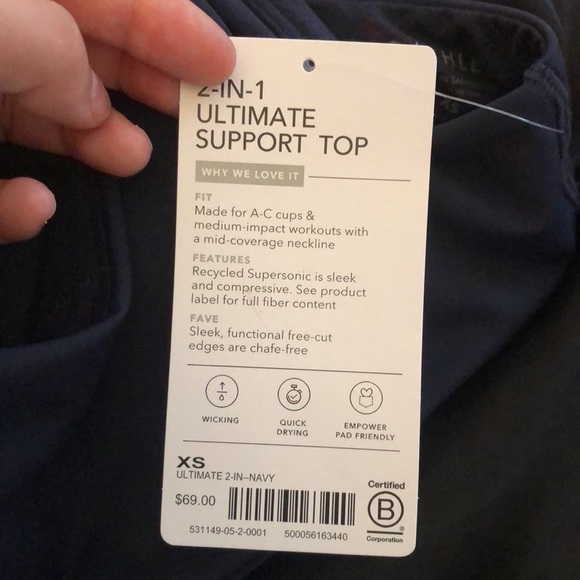 2-IN-1
ULTIMATE
SUPPORT TOP
WHY WE LOVE IT
FIT
Made for A-C cups &
medium-impact workouts with
a mid-coverage neckline
FEATURES
Recycled Supersonic is sleek
and compressive. See product
label for full fiber content
FAVE
Sleek, functional free-cut
edges are chafe-free
WICKING
QUICK
DRYING
EMPOWER
PAD FRIENDLY
XS
ULTIMATE 2-IN--NAVY
$69.00
531149-05-2-0001 500056163440
Certified
B
®
Corporation